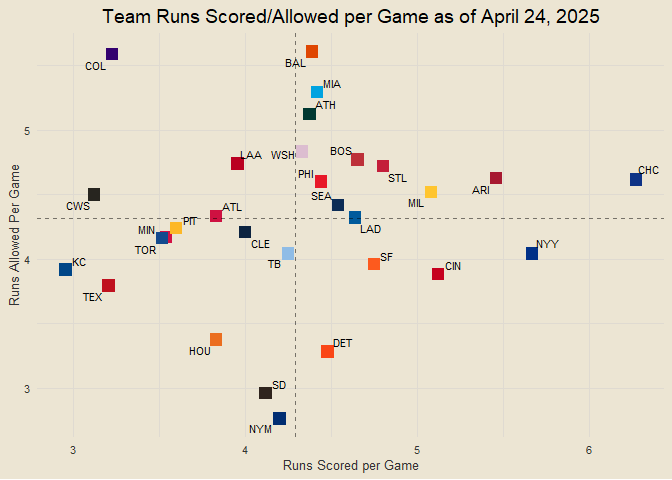 Team Runs Scored/Allowed per Game as of April 24, 2025
COL
BAL
MIA
ATH
5
LAA
WSH
BOS
STL
PHI
CHC
ARI
CWS
SEA
MIL
ATL
PIT
MIN
TOR
CLE
LAD
NYY
4
KC
TB
SF
CIN
TEX
HOU
DET
3
SD
NYM
3
4
5
6
Runs Scored per Game
Runs Allowed Per Game